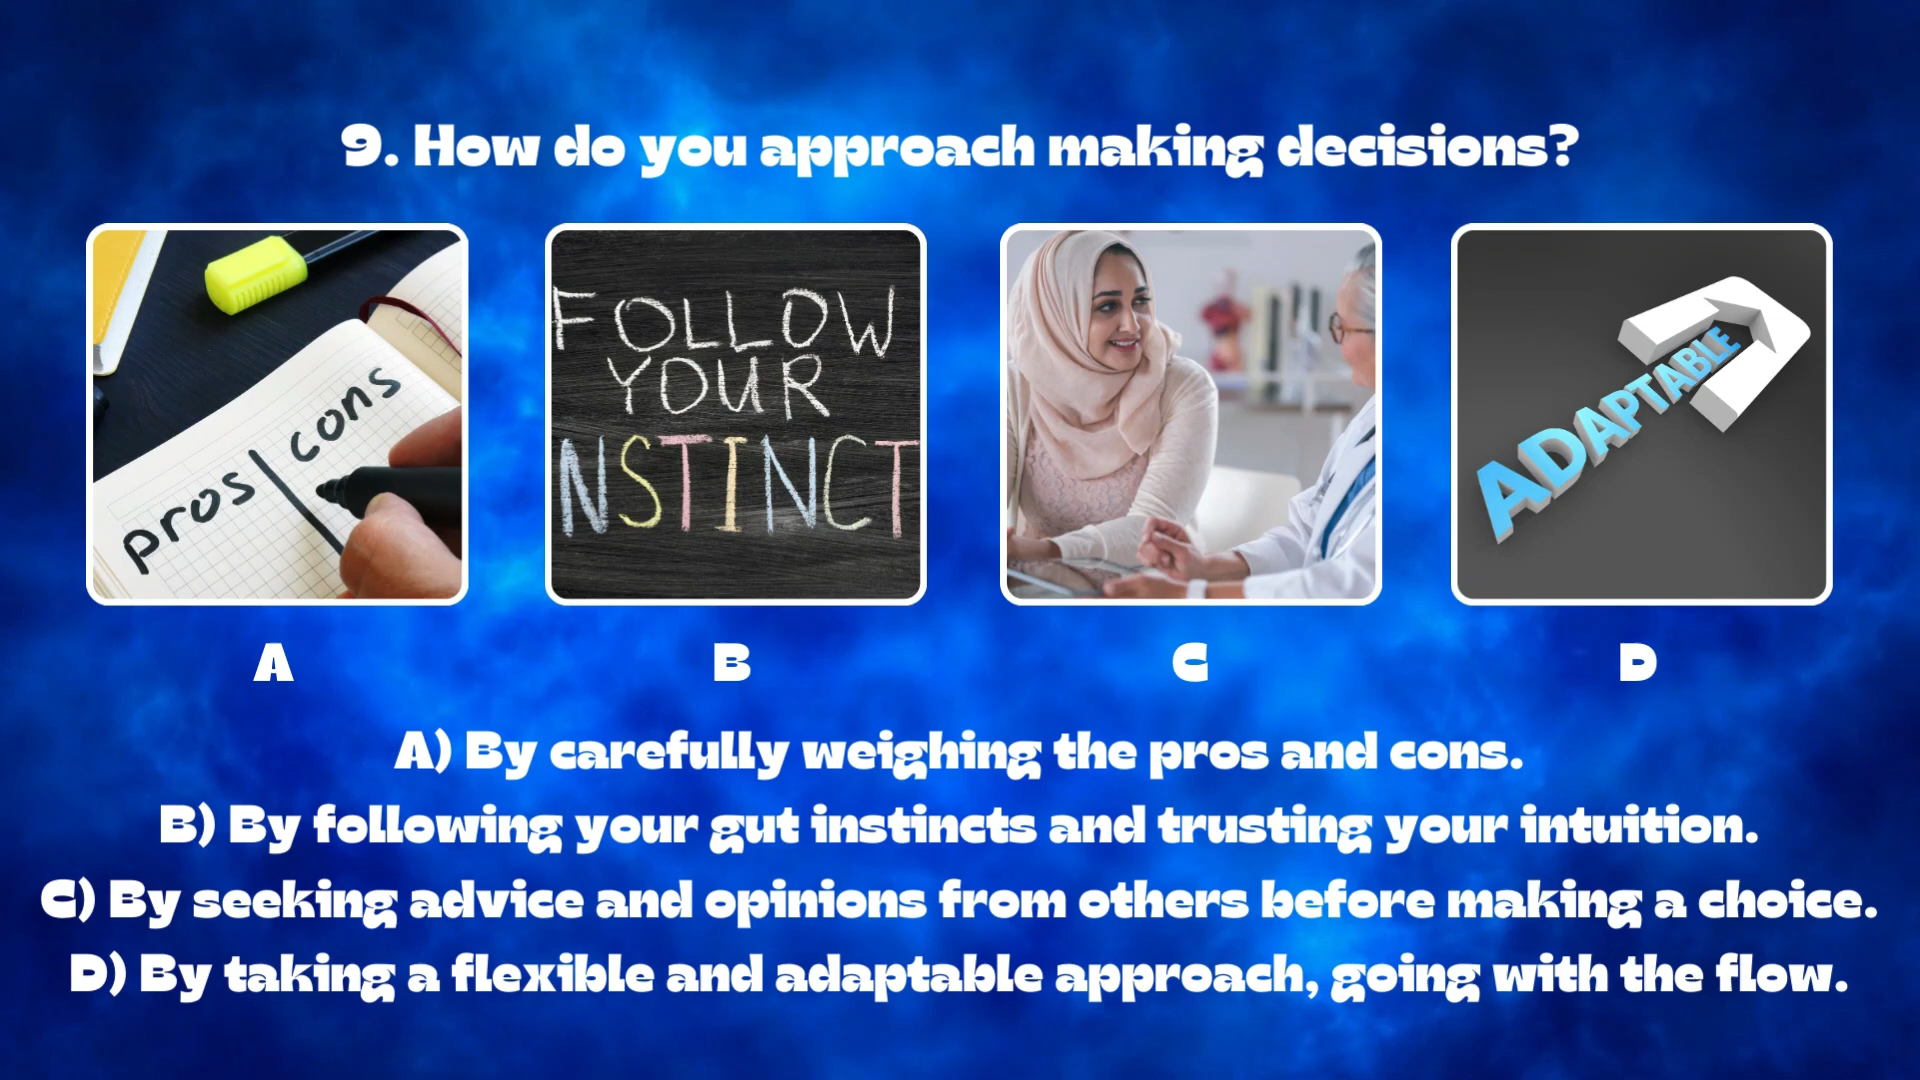 9. How do you approach making decisions?
pros cons
FOLLOW
YOUR
NSTINCT
ADAPTABLE
A
B
C
D
A) By carefully weighing the pros and cons.
B) By following your gut instincts and trusting your intuition.
C) By seeking advice and opinions from others before making a choice.
D) By taking a flexible and adaptable approach, going with the flow.